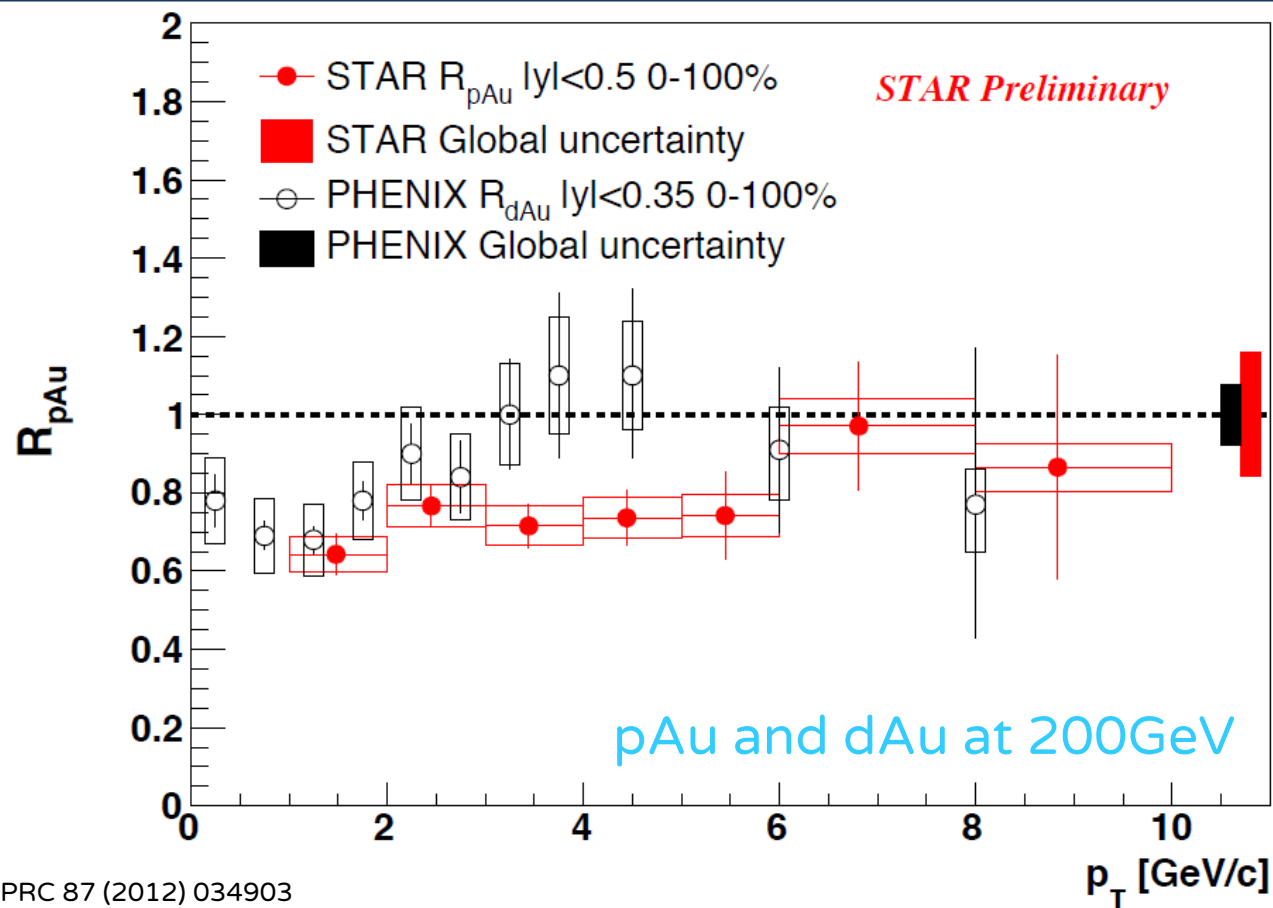 STAR R_pAu |y|<0.5 0-100%
STAR Preliminary
STAR Global uncertainty
PHENIX R_dAu |y|<0.35 0-100%
PHENIX Global uncertainty
R_pAu
2
1.8
1.6
1.4
1.2
1
0.8
0.6
0.4
0.2
0
pAu and dAu at 200GeV
0 2 4 6 8 10
p_T [GeV/c]
PRC 87 (2012) 034903